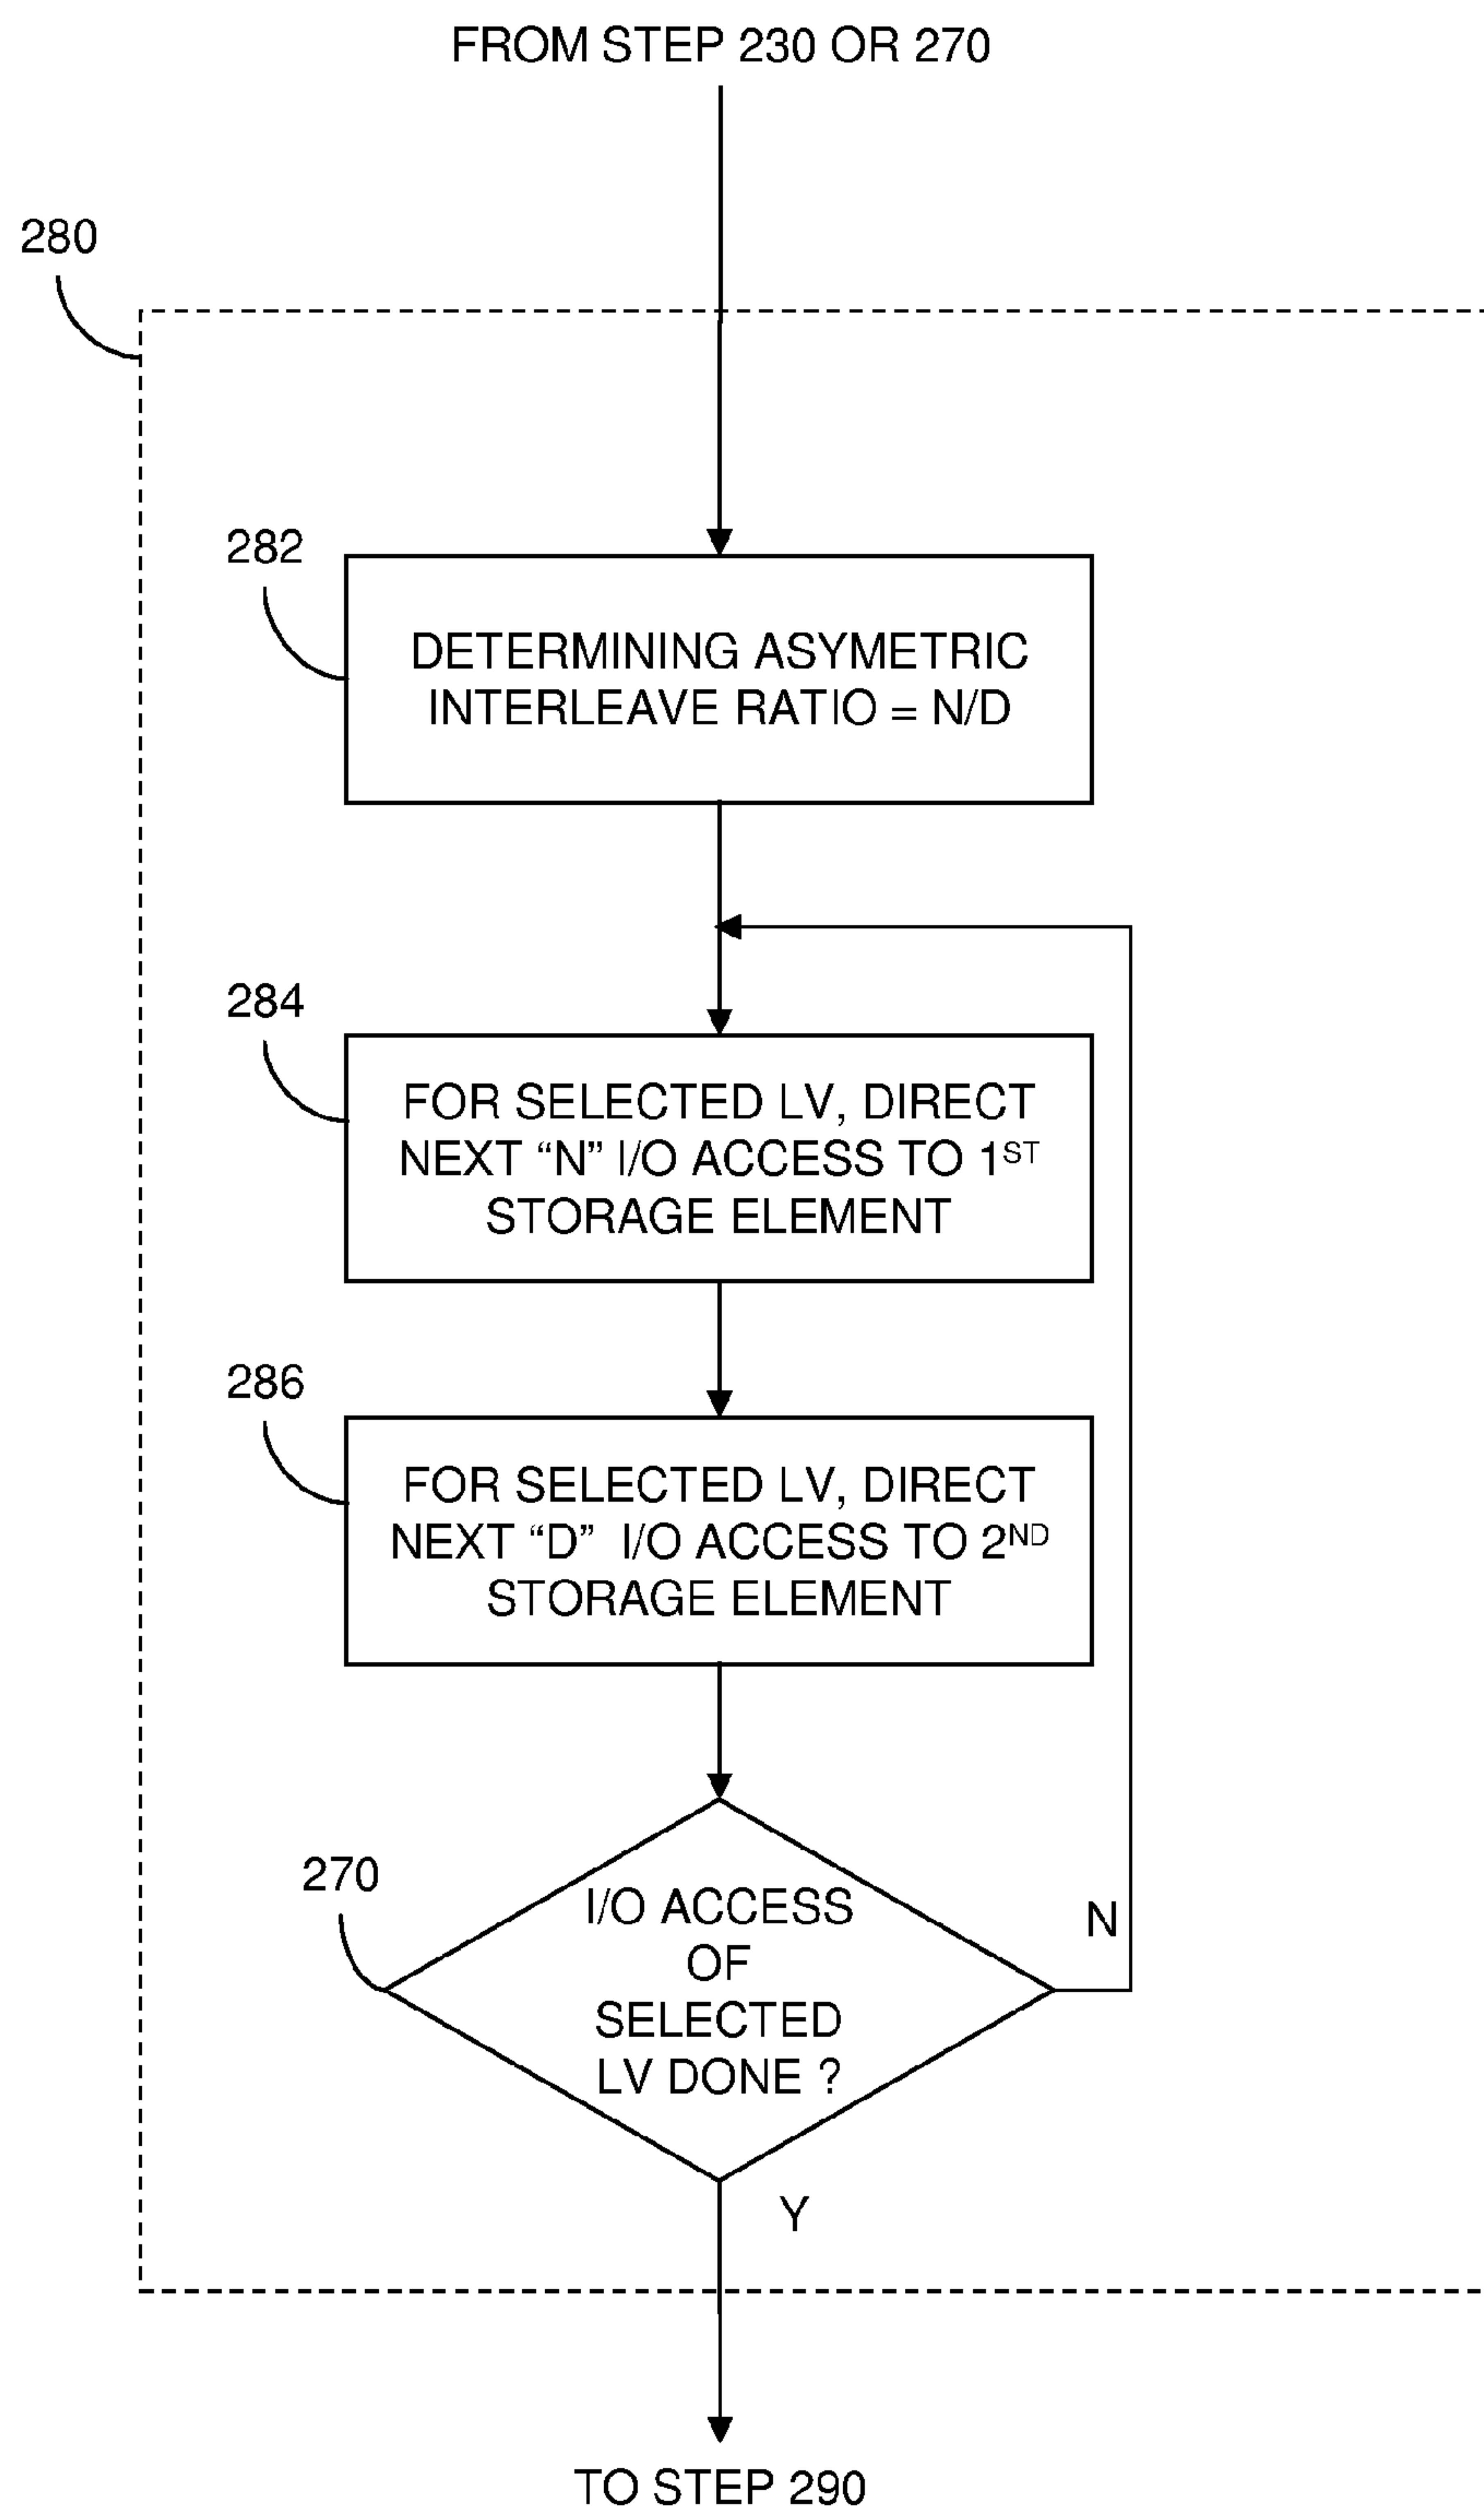 FROM STEP 230 OR 270
280
282
DETERMINING ASYMETRIC
INTERLEAVE RATIO = N/D
284
FOR SELECTED LV, DIRECT
NEXT “N” I/O ACCESS TO 1ST
STORAGE ELEMENT
286
FOR SELECTED LV, DIRECT
NEXT “D” I/O ACCESS TO 2ND
STORAGE ELEMENT
270
I/O ACCESS
OF
SELECTED
LV DONE ?
N
Y
TO STEP 290